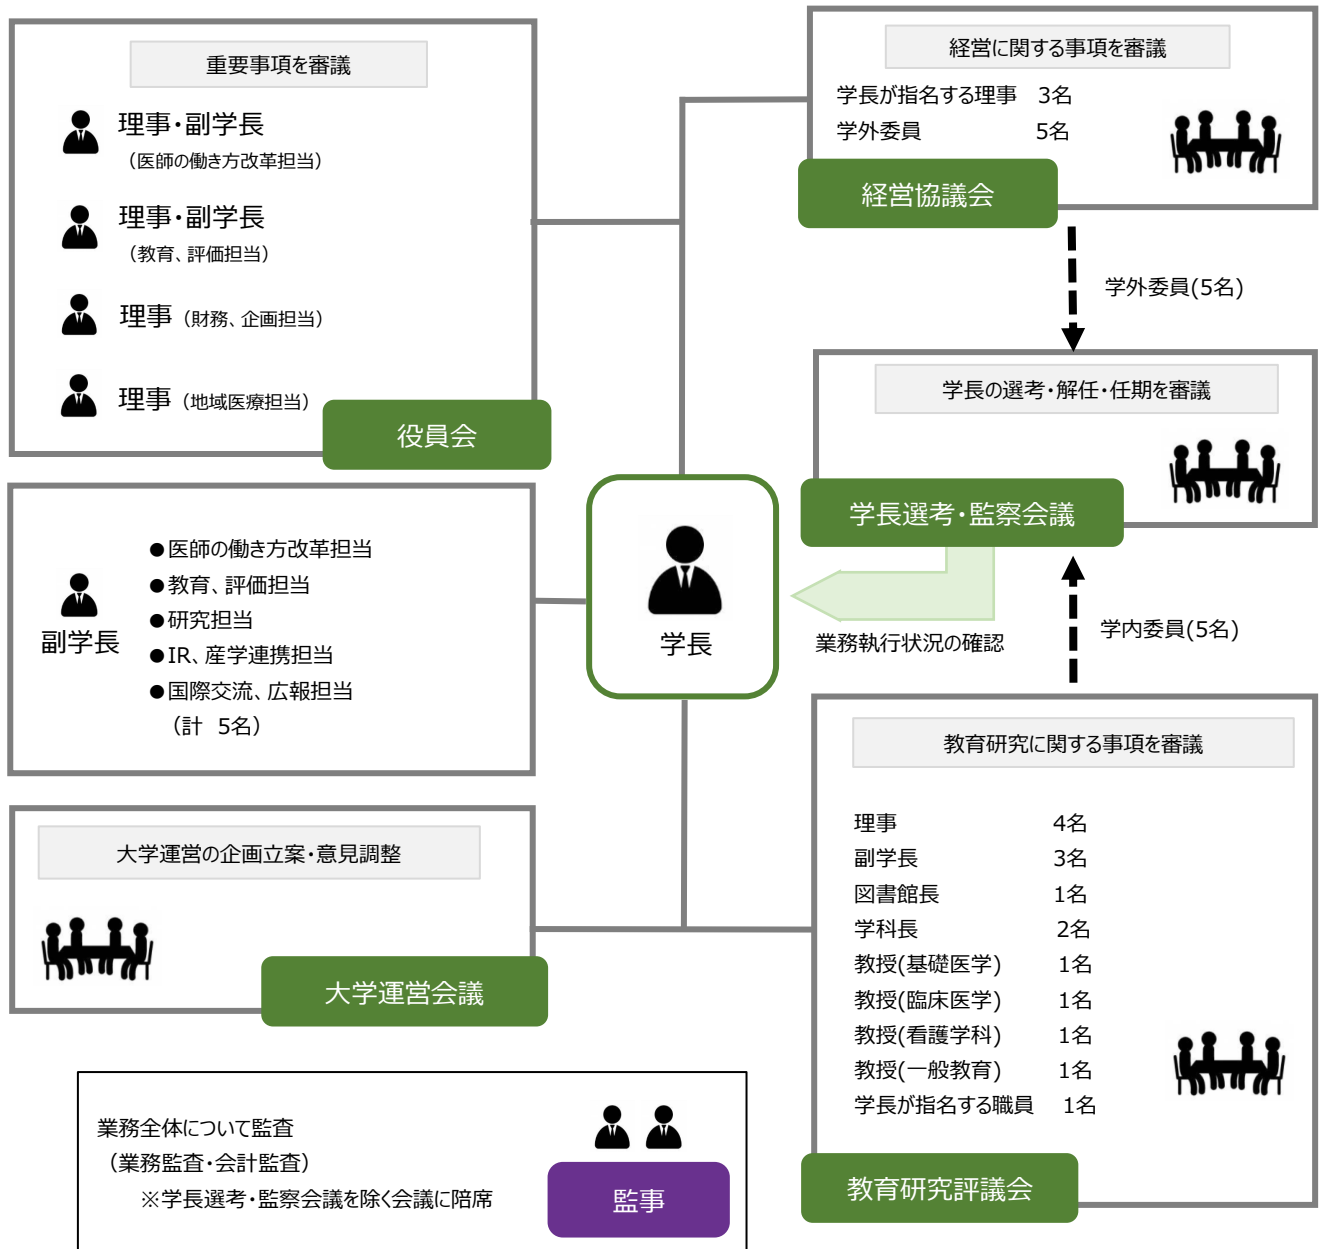 重要事項を審議
理事・副学長
（医師の働き方改革担当）
理事・副学長
（教育、評価担当）
理事（財務、企画担当）
理事（地域医療担当）
役員会
経営に関する事項を審議
学長が指名する理事　3名
学外委員　5名
経営協議会
学外委員(5名)
学長の選考・解任・任期を審議
学長選考・監察会議
業務執行状況の確認
学内委員(5名)
学長
副学長
●医師の働き方改革担当
●教育、評価担当
●研究担当
●IR、産学連携担当
●国際交流、広報担当
（計　5名）
大学運営の企画立案・意見調整
大学運営会議
教育研究に関する事項を審議
理事　4名
副学長　3名
図書館長　1名
学科長　2名
教授(基礎医学)　1名
教授(臨床医学)　1名
教授(看護学科)　1名
教授(一般教育)　1名
学長が指名する職員　1名
教育研究評議会
業務全体について監査
（業務監査・会計監査）
※学長選考・監察会議を除く会議に陪席
監事